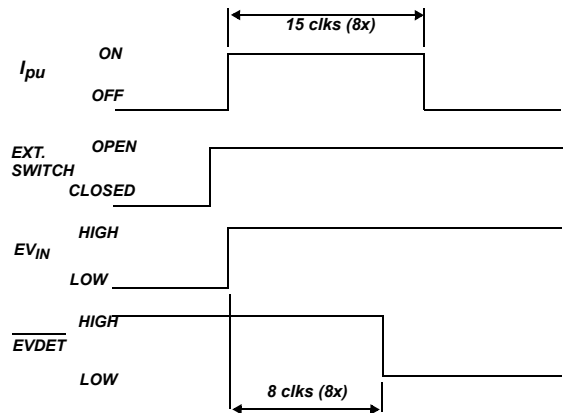 15 clks (8x)
Ipu
ON
OFF
EXT.
SWITCH
OPEN
CLOSED
EVIN
HIGH
LOW
EVDET
HIGH
LOW
8 clks (8x)